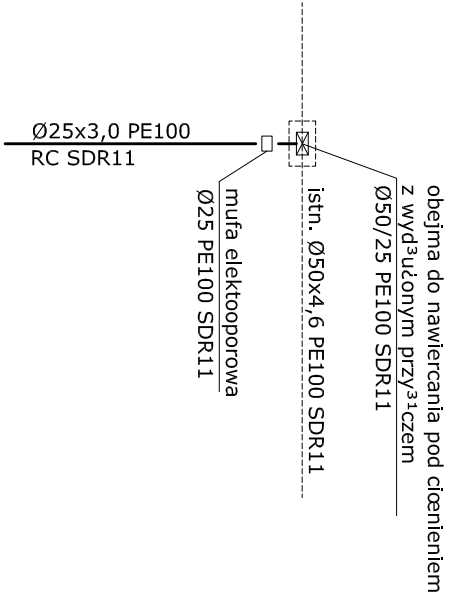 Ø25x3,0 PE100
RC SDR11
obejma do nawiercania pod ciœnieniem
z wyd³u¿onym przy³¹czem
Ø50/25 PE100 SDR11
istn. Ø50x4,6 PE100 SDR11
mufa elektooporowa
Ø25 PE100 SDR11